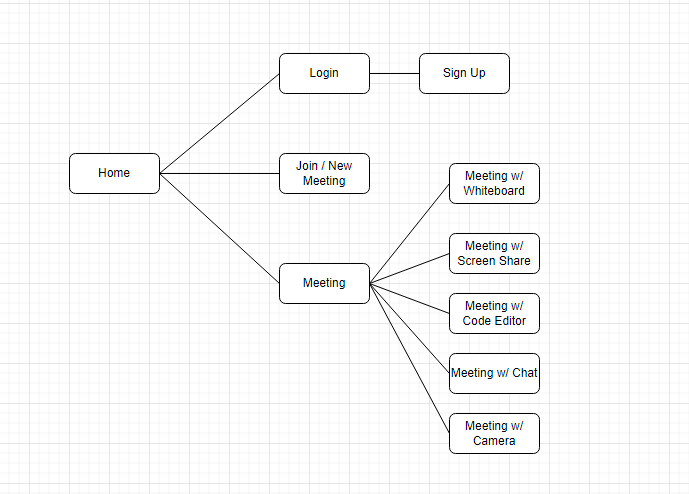 Login
Sign Up
Home
Join / New
Meeting
Meeting w/
Whiteboard
Meeting w/
Screen Share
Meeting
Meeting w/
Code Editor
Meeting w/ Chat
Meeting w/
Camera